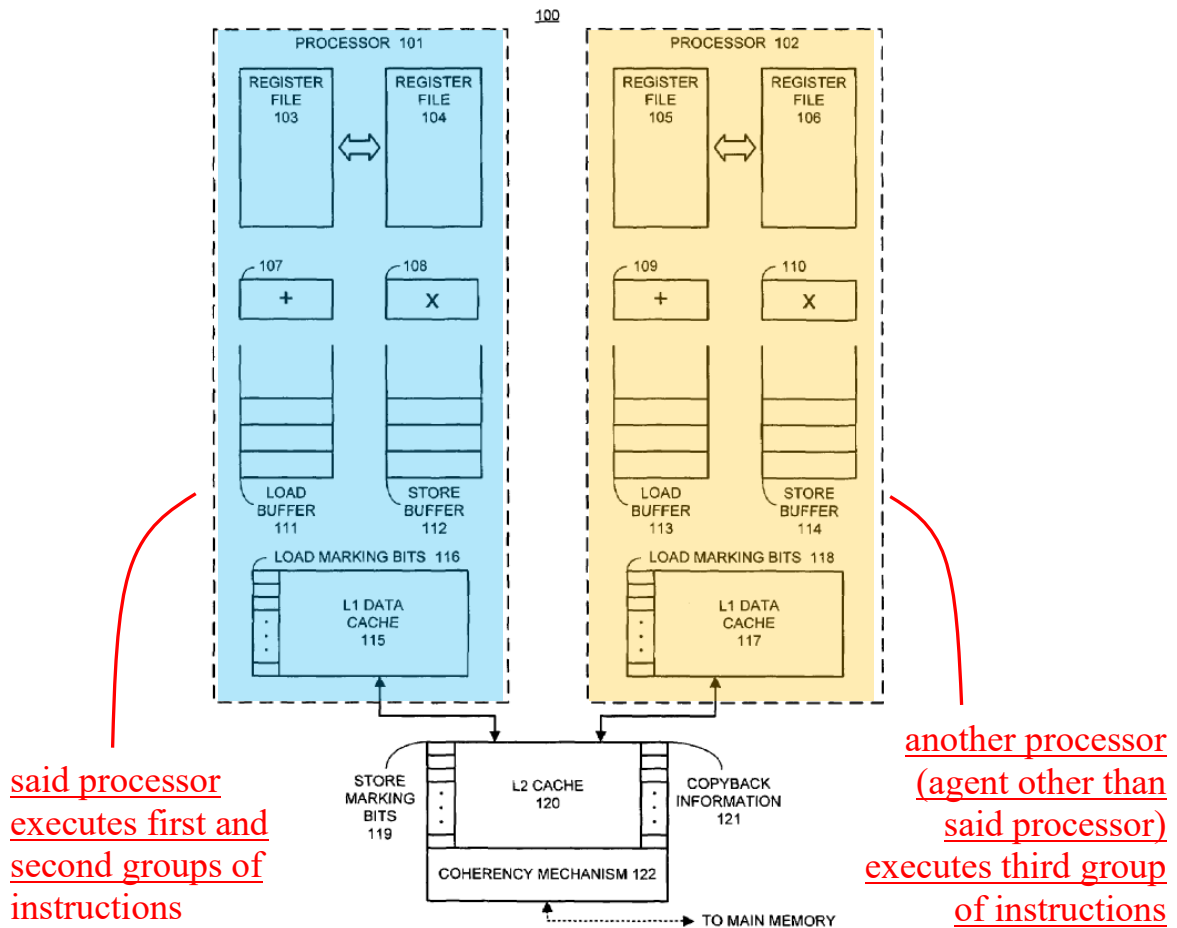 100
PROCESSOR 101
PROCESSOR 102
REGISTER
FILE
103
REGISTER
FILE
104
REGISTER
FILE
105
REGISTER
FILE
106
107
+
108
X
109
+
110
X
LOAD
BUFFER
111
STORE
BUFFER
112
LOAD
BUFFER
113
STORE
BUFFER
114
LOAD MARKING BITS 116
L1 DATA
CACHE
115
LOAD MARKING BITS 118
L1 DATA
CACHE
117
said processor
executes first and
second groups of
instructions
STORE
MARKING
BITS
119
L2 CACHE
120
COPYBACK
INFORMATION
121
COHERENCY MECHANISM 122
TO MAIN MEMORY
another processor
(agent other than
said processor)
executes third group
of instructions